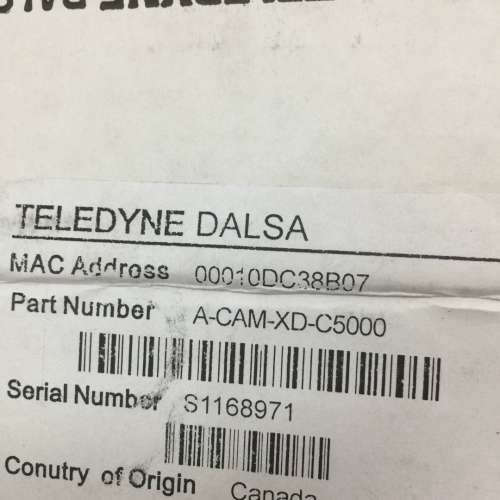 TELEDYNE DALSA
MAC Address 00010DC38B07
Part Number A-CAM-XD-C5000
Serial Number S1168971
Conutry of Origin Canada